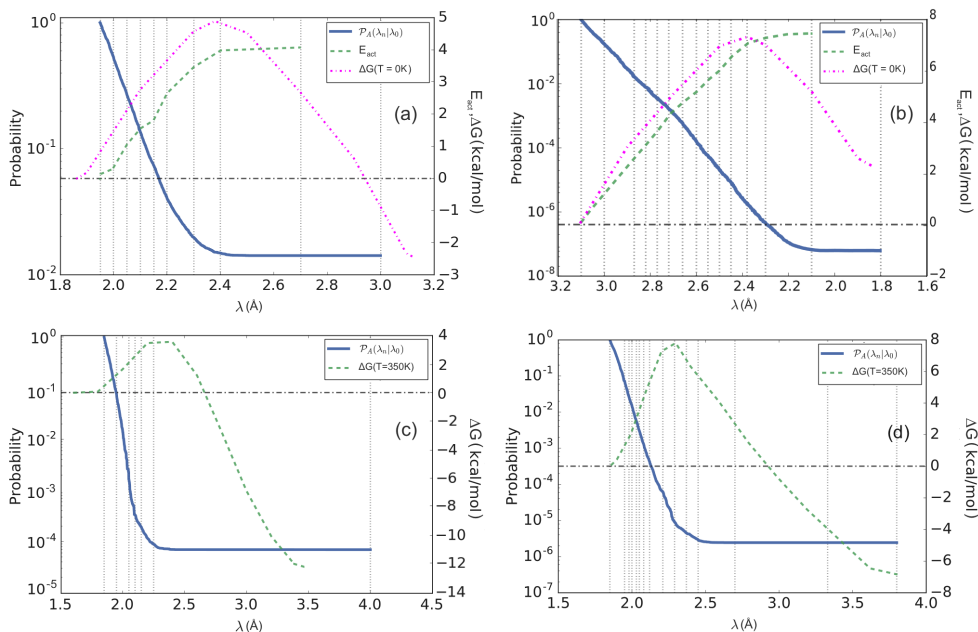 10⁰
10⁻¹
10⁻²
Probability
1.8 2.0 2.2 2.4 2.6 2.8 3.0 3.2
λ(Å)
5
4
3
2
1
0
−1
−2
−3
E_act ,ΔG(kcal/mol)
𝒫_A(λ_n|λ_0)
E_act
ΔG(T = 0K)
(a)
10⁰
10⁻²
10⁻⁴
10⁻⁶
10⁻⁸
Probability
3.2 3.0 2.8 2.6 2.4 2.2 2.0 1.8 1.6
λ(Å)
8
6
4
2
0
−2
E_act ,ΔG(kcal/mol)
𝒫_A(λ_n|λ_0)
E_act
ΔG(T = 0K)
(b)
10⁰
10⁻¹
10⁻²
10⁻³
10⁻⁴
10⁻⁵
Probability
1.5 2.0 2.5 3.0 3.5 4.0 4.5
λ(Å)
4
2
0
−2
−4
−6
−8
−10
−12
−14
ΔG(kcal/mol)
𝒫_A(λ_n|λ_0)
ΔG(T=350K)
(c)
10⁰
10⁻¹
10⁻²
10⁻³
10⁻⁴
10⁻⁵
10⁻⁶
10⁻⁷
Probability
1.5 2.0 2.5 3.0 3.5 4.0
λ(Å)
8
6
4
2
0
−2
−4
−6
−8
ΔG(kcal/mol)
𝒫_A(λ_n|λ_0)
ΔG(T=350K)
(d)